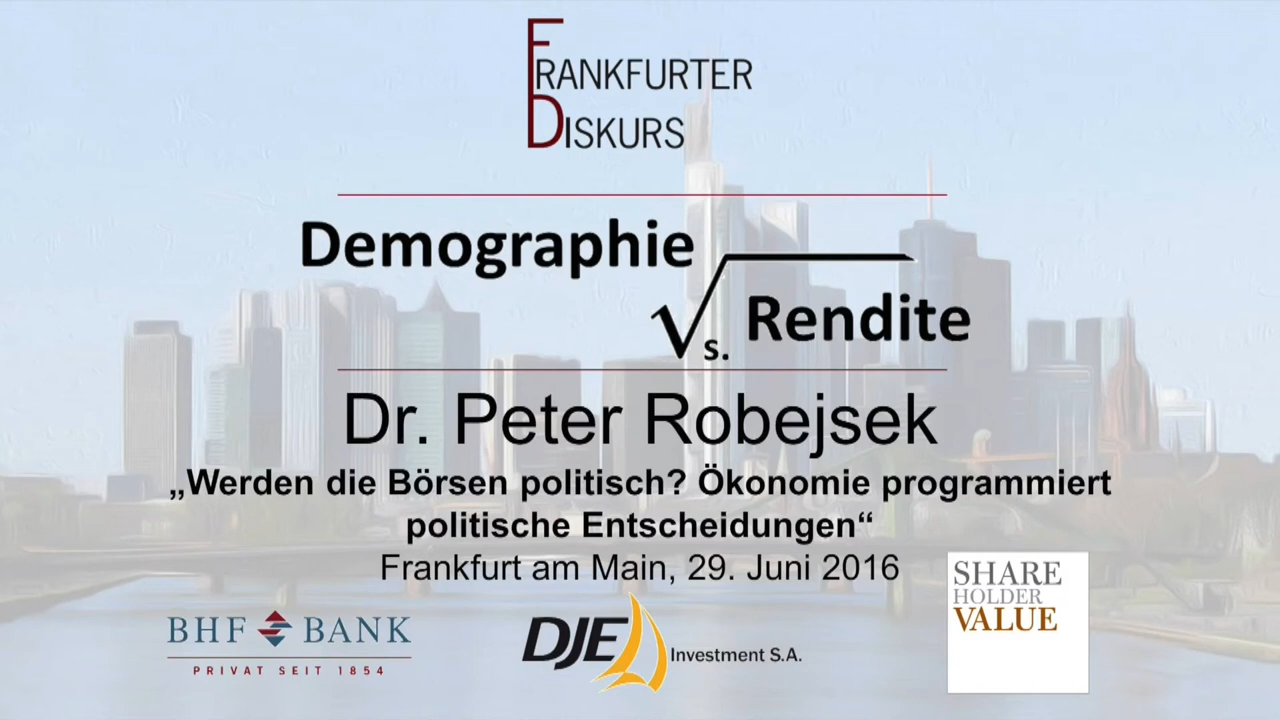 FRANKFURTER
DISKURS
Demographie
vs. Rendite
Dr. Peter Robejsek
„Werden die Börsen politisch? Ökonomie programmiert
politische Entscheidungen“
Frankfurt am Main, 29. Juni 2016
BHF BANK
PRIVAT SEIT 1854
DJE Investment S.A.
SHARE
HOLDER
VALUE